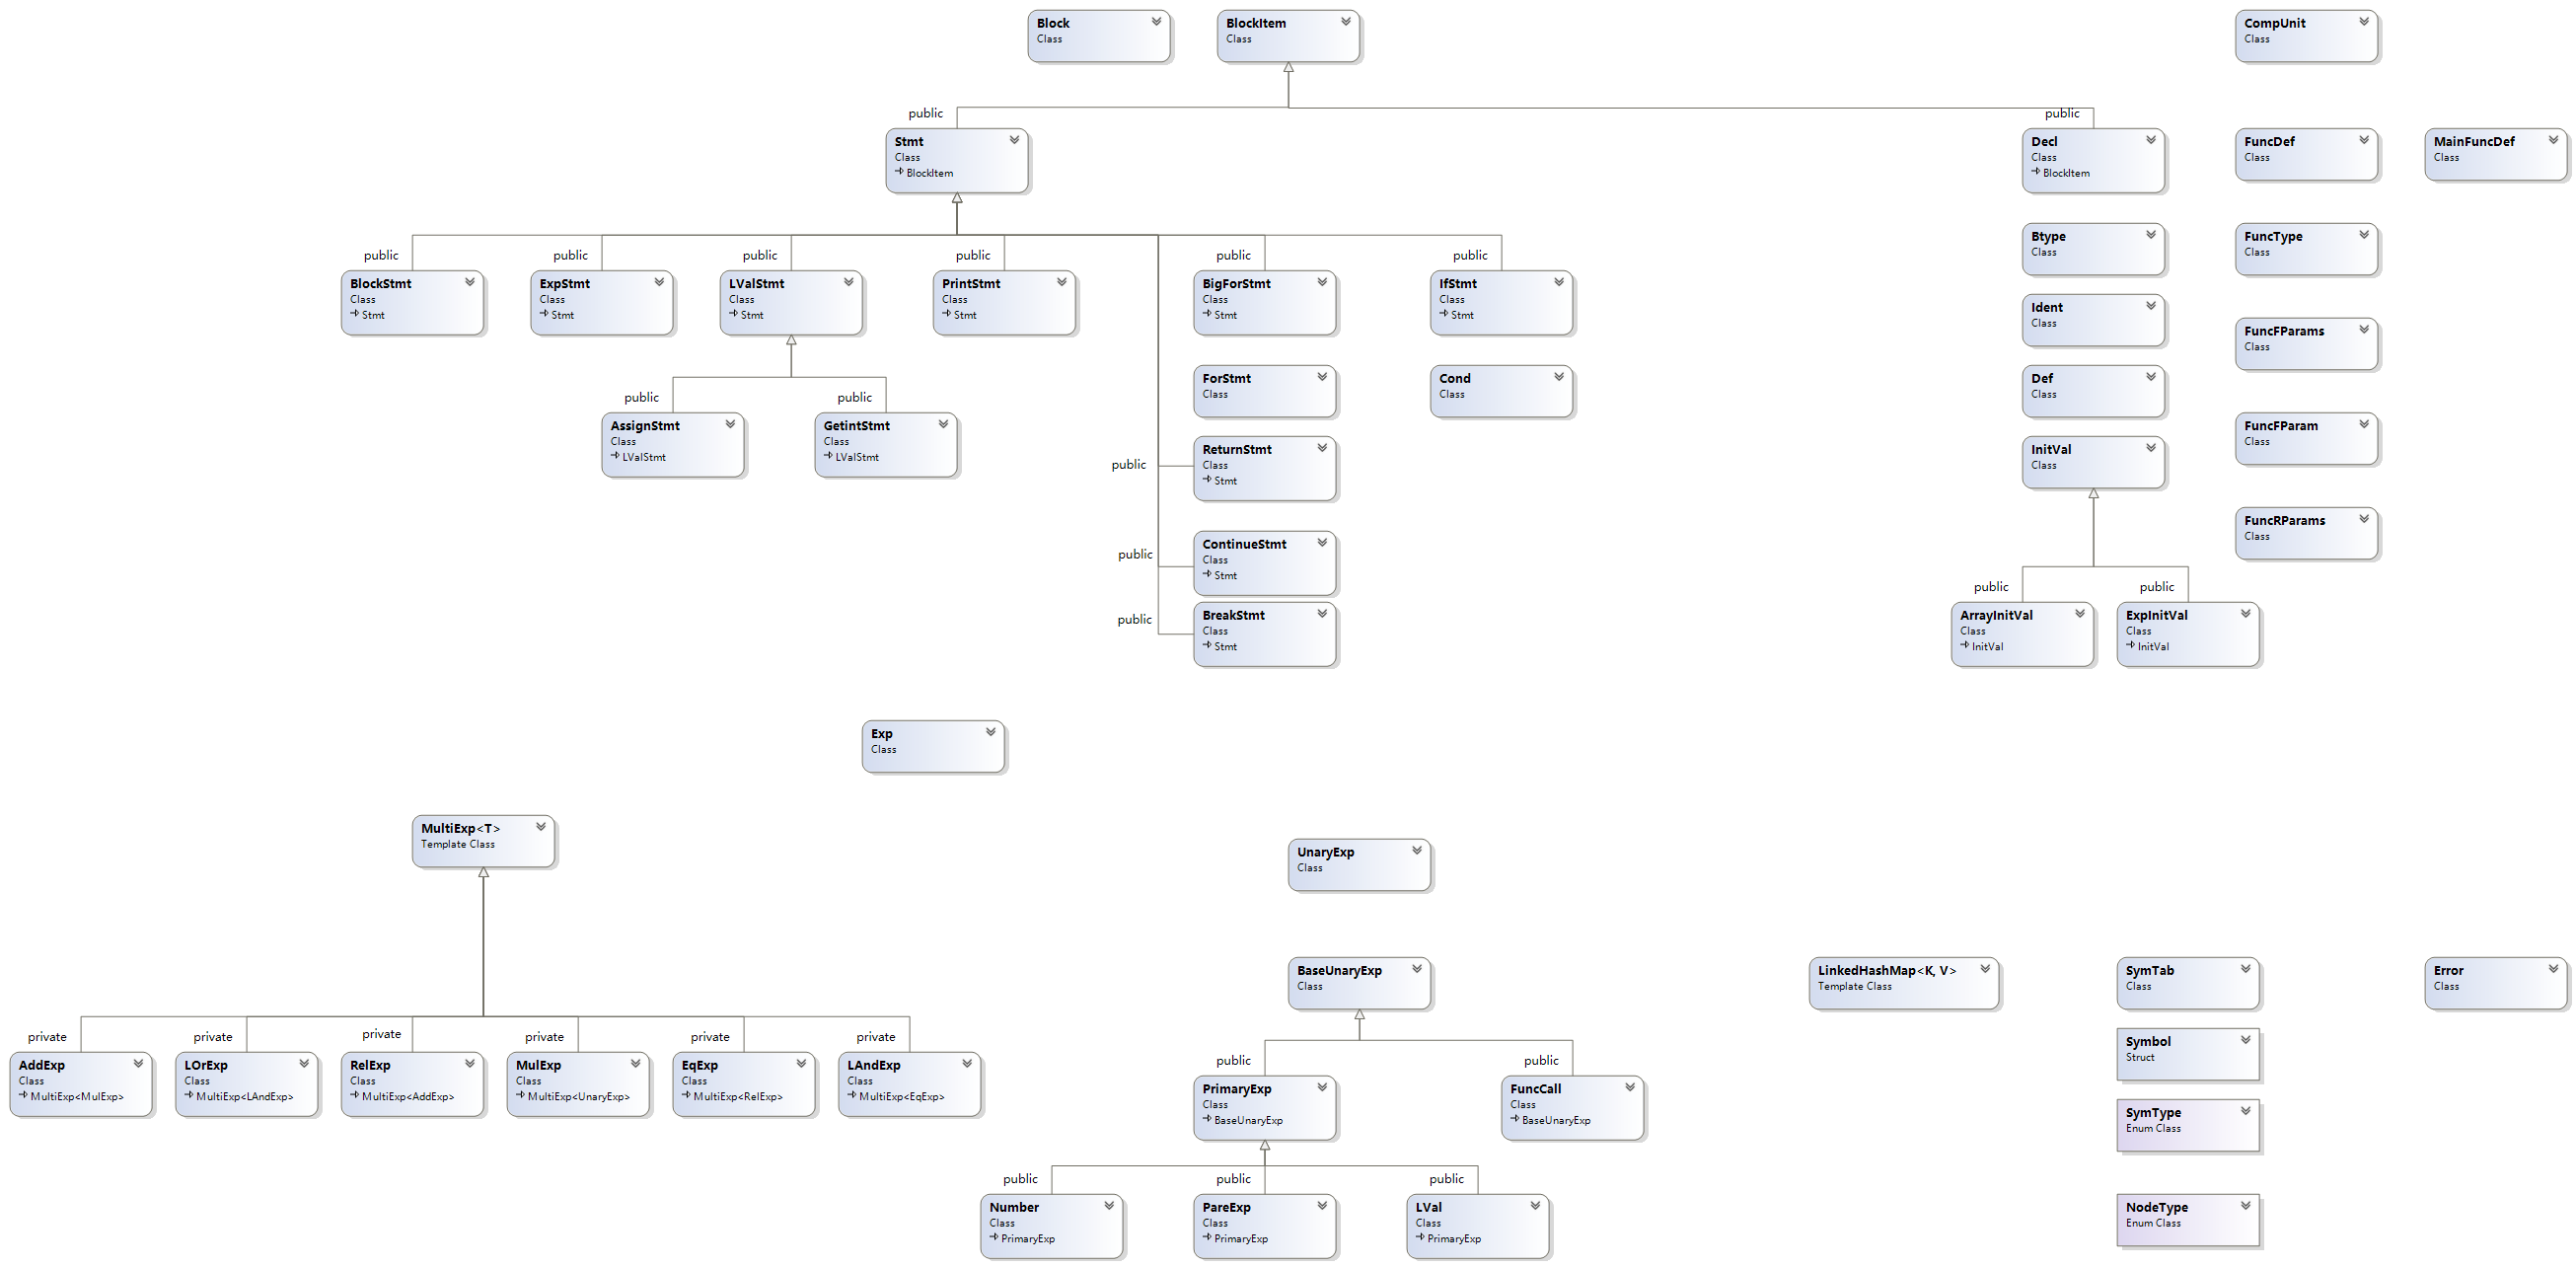 Block
Class
BlockItem
Class
CompUnit
Class
public
public
Stmt
Class
BlockItem
Decl
Class
BlockItem
FuncDef
Class
MainFuncDef
Class
public
public
public
public
public
public
BlockStmt
Class
Stmt
ExpStmt
Class
Stmt
LValStmt
Class
Stmt
PrintStmt
Class
Stmt
BigForStmt
Class
Stmt
IfStmt
Class
Stmt
Btype
Class
FuncType
Class
Ident
Class
FuncFParams
Class
ForStmt
Class
Cond
Class
Def
Class
public
public
AssignStmt
Class
LValStmt
GetintStmt
Class
LValStmt
FuncFParam
Class
public
ReturnStmt
Class
Stmt
InitVal
Class
FuncRParams
Class
public
ContinueStmt
Class
Stmt
public
public
public
BreakStmt
Class
Stmt
ArrayInitVal
Class
InitVal
ExpInitVal
Class
InitVal
Exp
Class
MultiExp<T>
Template Class
UnaryExp
Class
BaseUnaryExp
Class
LinkedHashMap<K, V>
Template Class
SymTab
Class
Error
Class
private
private
private
private
private
private
AddExp
Class
MultiExp<MulExp>
LOrExp
Class
MultiExp<LAndExp>
RelExp
Class
MultiExp<AddExp>
MulExp
Class
MultiExp<UnaryExp>
EqExp
Class
MultiExp<RelExp>
LAndExp
Class
MultiExp<EqExp>
public
public
PrimaryExp
Class
BaseUnaryExp
FuncCall
Class
BaseUnaryExp
Symbol
Struct
SymType
Enum Class
public
public
public
Number
Class
PrimaryExp
PareExp
Class
PrimaryExp
LVal
Class
PrimaryExp
NodeType
Enum Class